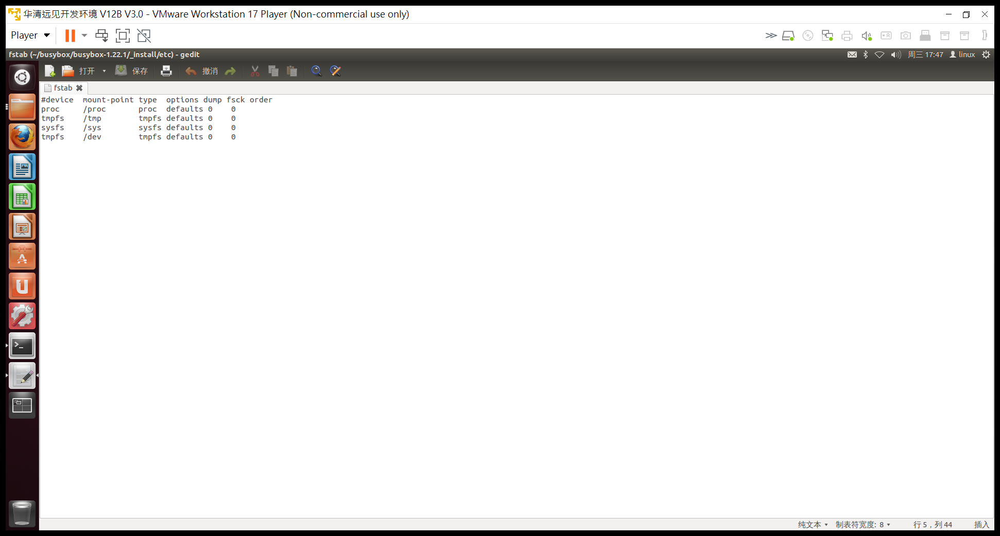 华清远见开发环境 V12B V3.0 - VMware Workstation 17 Player (Non-commercial use only)
Player
fstab (~/busybox/busybox-1.22.1/_install/etc) - gedit
周三 17:47 linux
打开 保存 撤消
fstab
#device  mount-point type  options dump fsck order
proc     /proc       proc  defaults 0    0
tmpfs    /tmp        tmpfs defaults 0    0
sysfs    /sys        sysfs defaults 0    0
tmpfs    /dev        tmpfs defaults 0    0
纯文本 制表符宽度: 8 行 5，列 44 插入